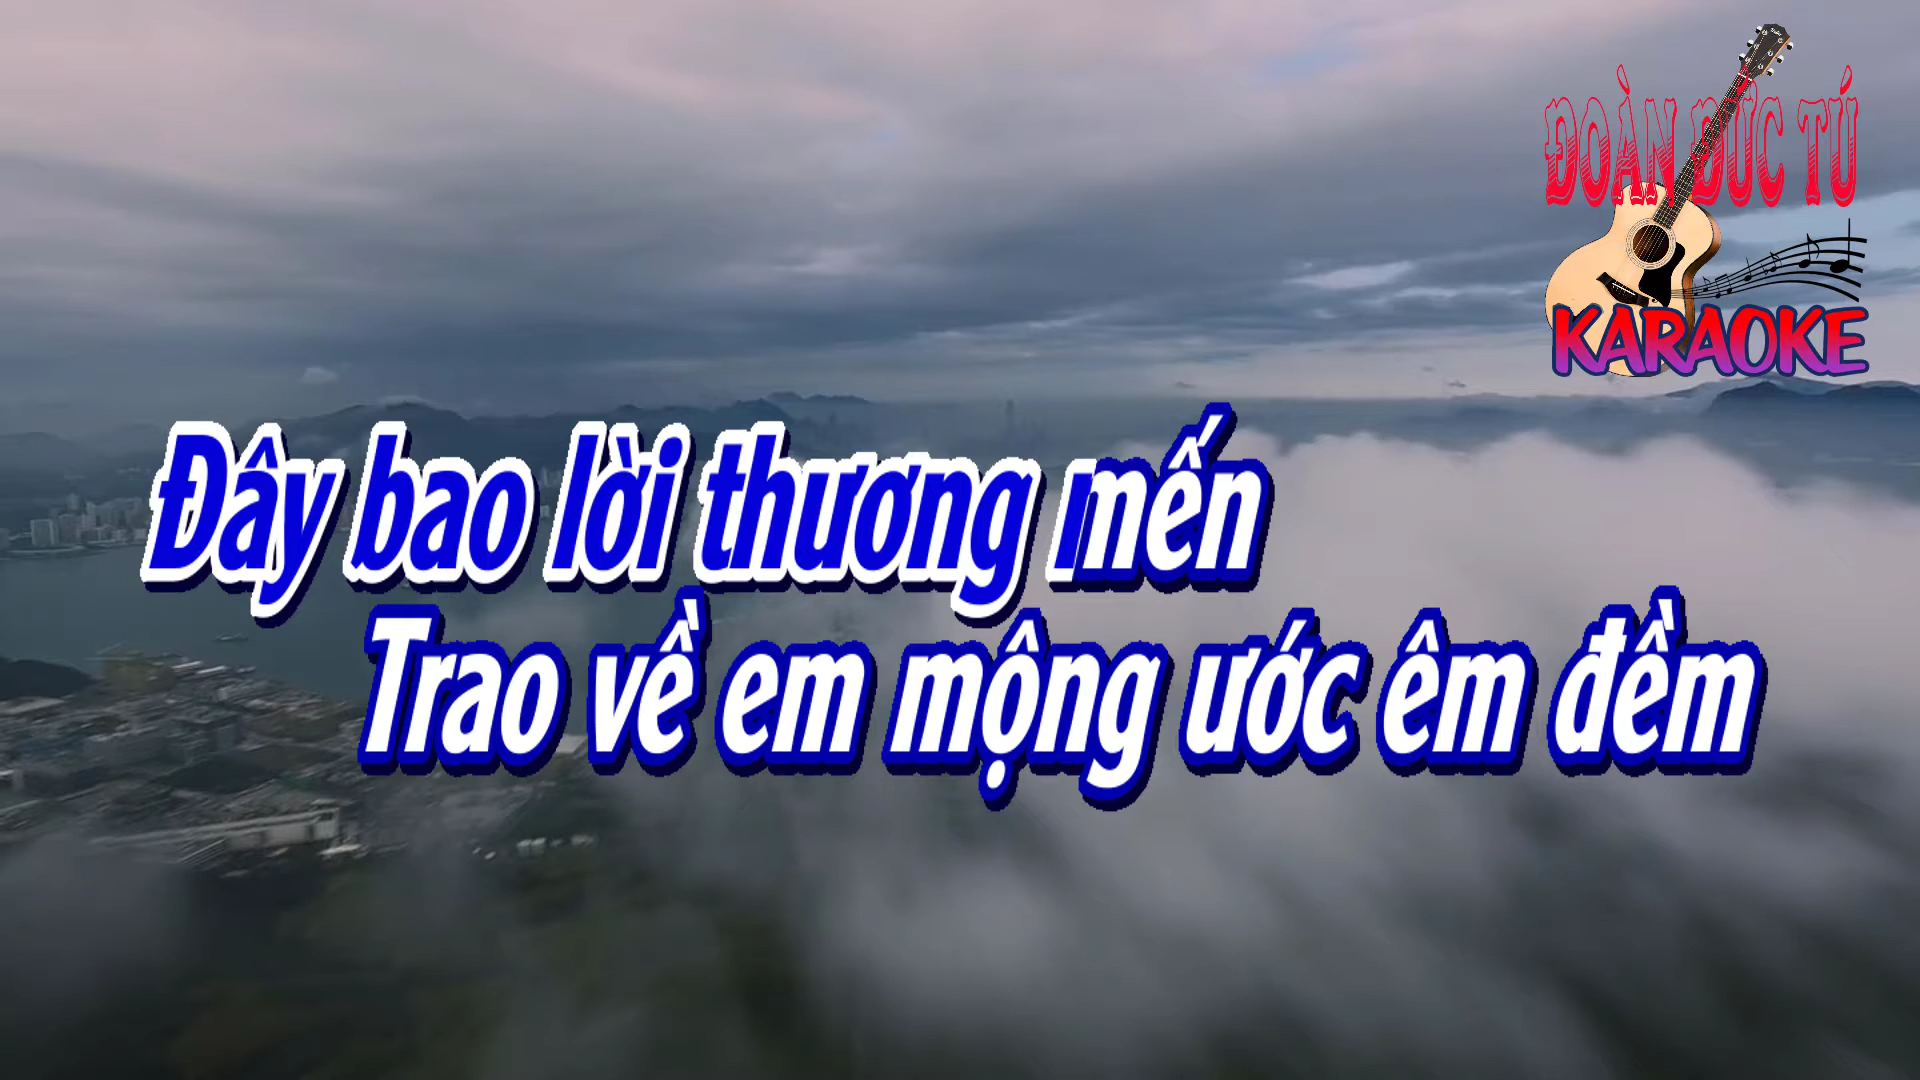 ĐOÀN ĐỨC TÚ
KARAOKE
Đây bao lời thương mến
Trao về em mộng ước êm đềm